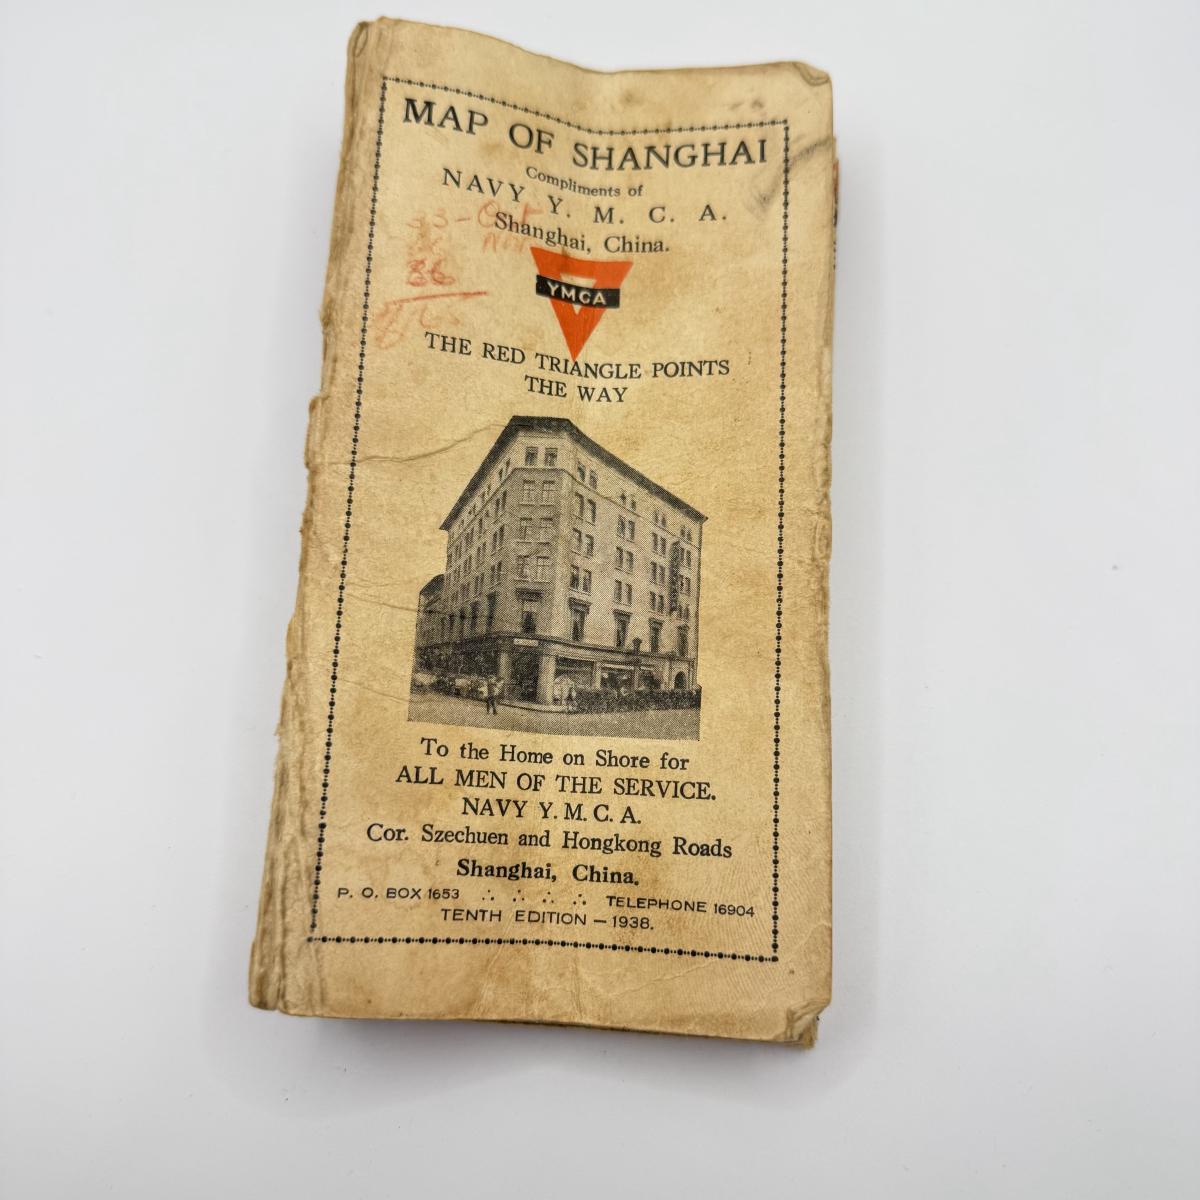 MAP OF SHANGHAI
Compliments of
NAVY Y. M. C. A.
Shanghai, China.
86
YMCA
THE RED TRIANGLE POINTS
THE WAY
To the Home on Shore for
ALL MEN OF THE SERVICE.
NAVY Y. M. C. A.
Cor. Szechuen and Hongkong Roads
Shanghai, China.
P. O. BOX 1653 ∴ ∴ ∴ ∴ TELEPHONE 16904
TENTH EDITION — 1938.